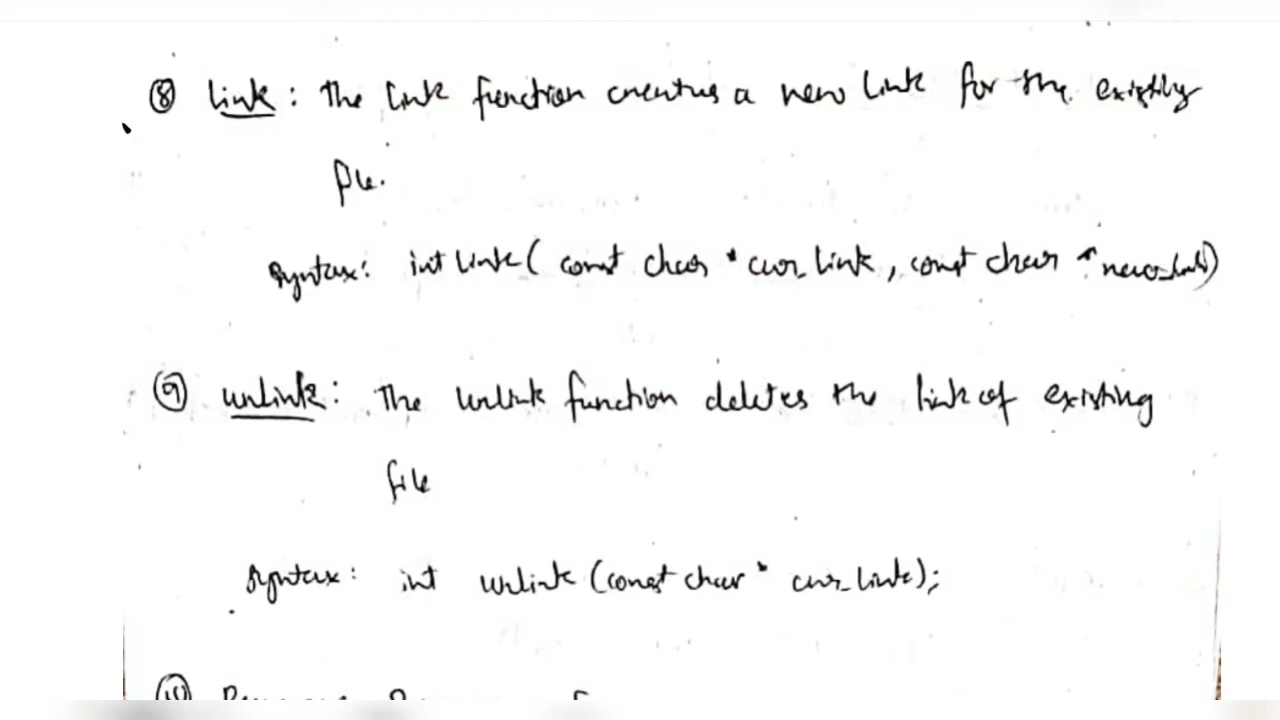 ⑧ link: The link function creates a new link for the existing
file.
Syntax: int link( const char *cur_link, const char *new_link)
⑨ unlink: The unlink function deletes the link of existing
file
Syntax: int unlink (const char * cur_link);
⑩